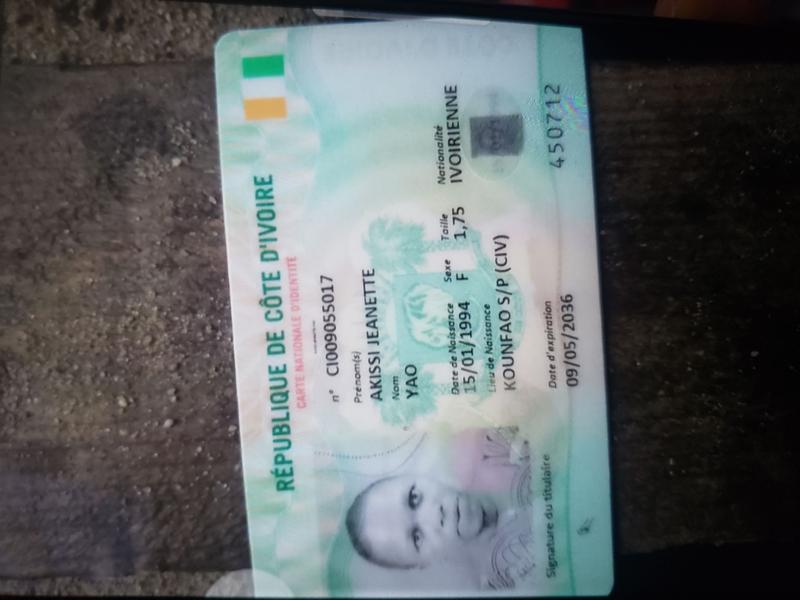 RÉPUBLIQUE DE CÔTE D'IVOIRE
CARTE NATIONALE D'IDENTITÉ
n° CI009055017
Prénom(s)
AKISSI JEANETTE
Nom
YAO
Date de Naissance Sexe Taille Nationalité
15/01/1994 F 1,75 IVOIRIENNE
Lieu de Naissance
KOUNFAO S/P (CIV)
Signature du titulaire
Date d'expiration
09/05/2036
450712